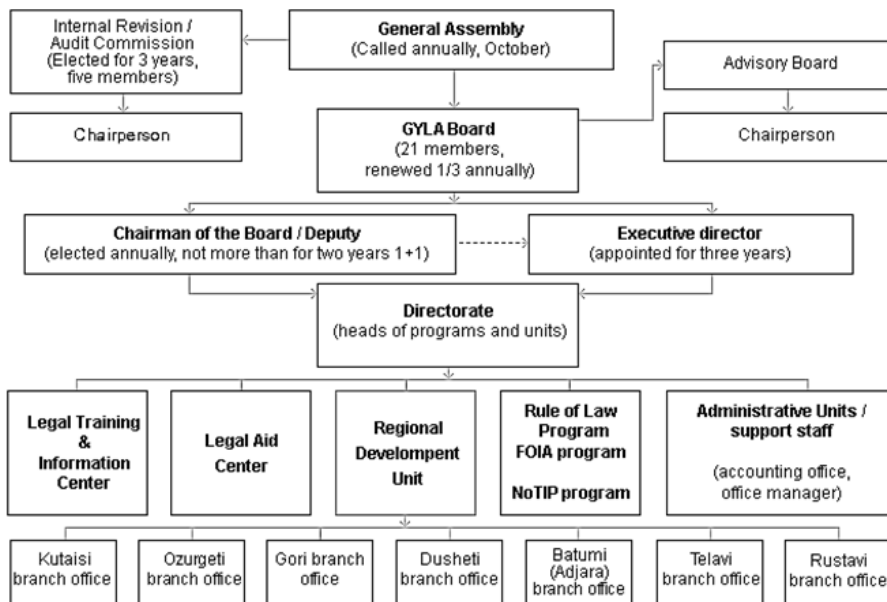 Internal Revision /
Audit Commission
(Elected for 3 years,
five members)
General Assembly
(Called annually, October)
Advisory Board
Chairperson
GYLA Board
(21 members,
renewed 1/3 annually)
Chairperson
Chairman of the Board / Deputy
(elected annually, not more than for two years 1+1)
Executive director
(appointed for three years)
Directorate
(heads of programs and units)
Legal Training
&
Information
Center
Legal Aid
Center
Regional
Develompent
Unit
Rule of Law
Program
FOIA program
NoTIP program
Administrative Units /
support staff
(accounting office,
office manager)
Kutaisi
branch office
Ozurgeti
branch office
Gori branch
office
Dusheti
branch office
Batumi
(Adjara)
branch office
Telavi
branch office
Rustavi
branch office